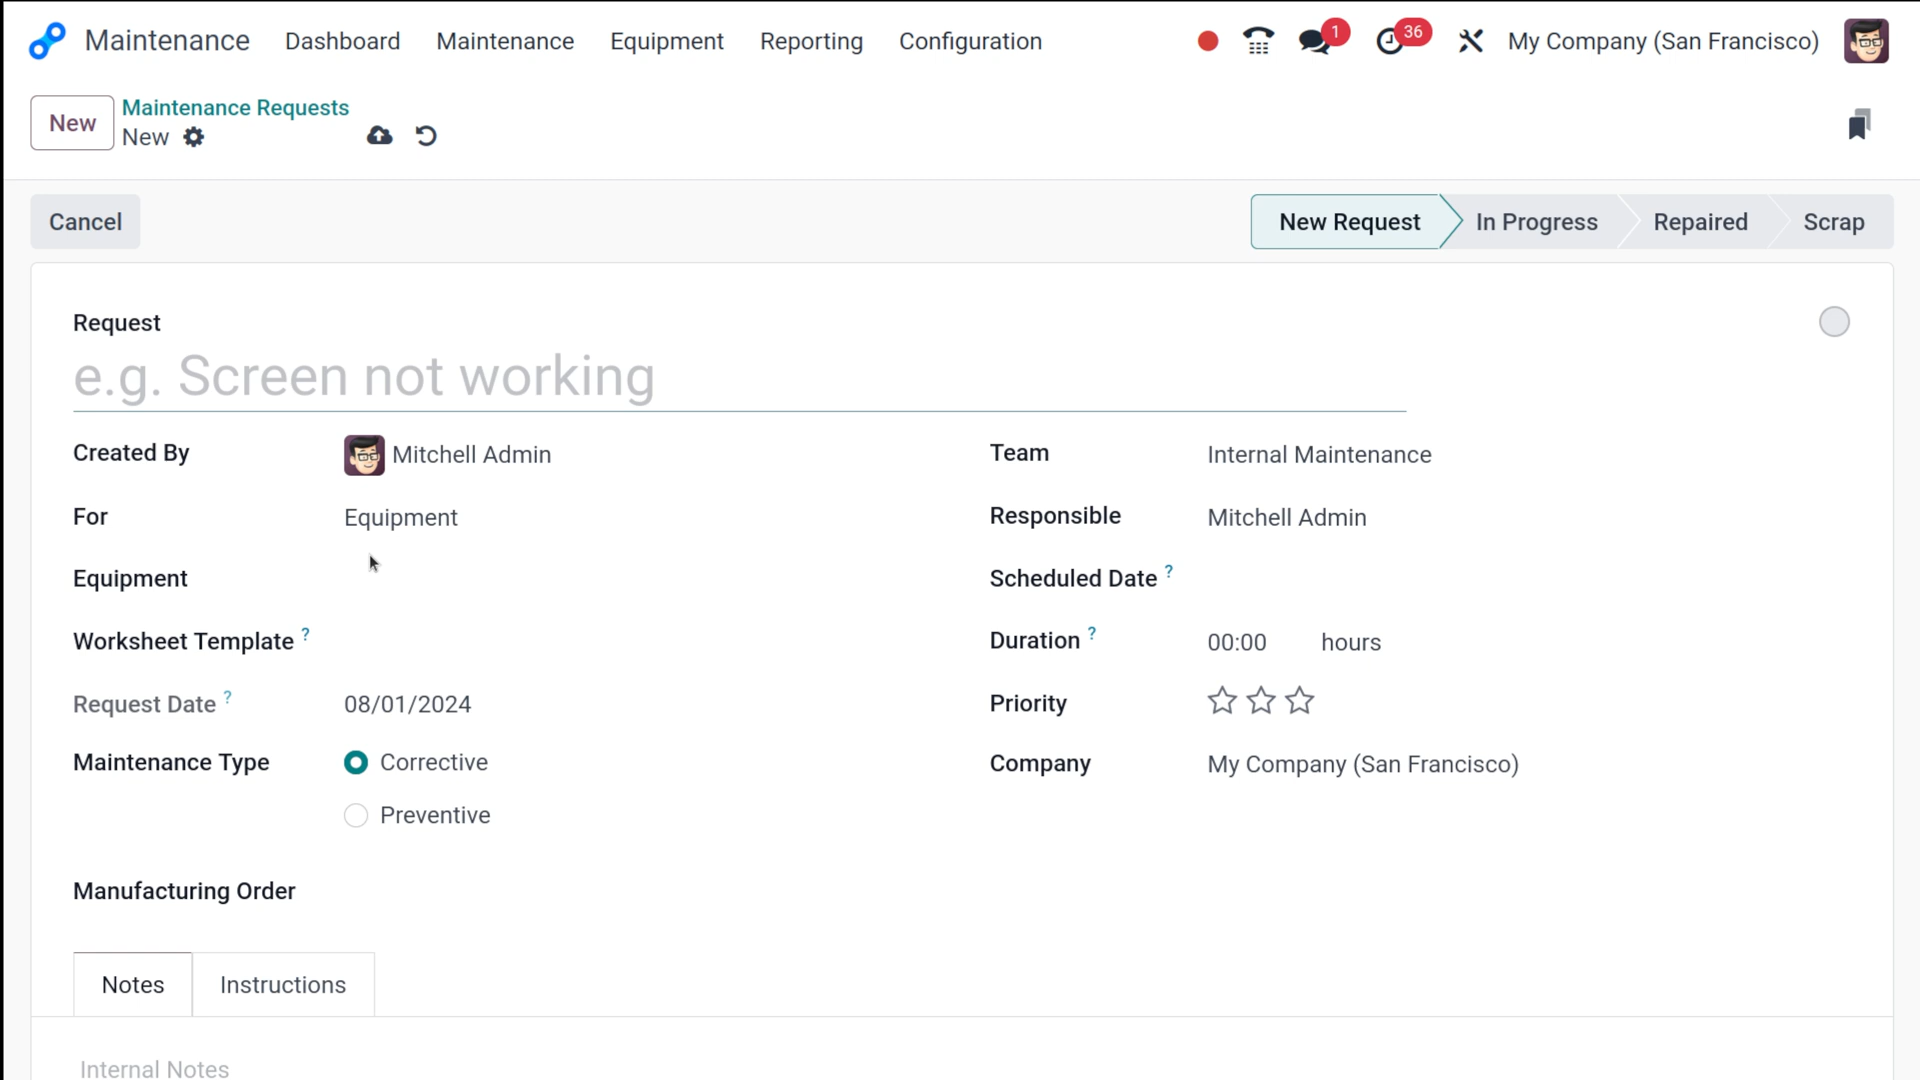 Maintenance Dashboard Maintenance Equipment Reporting Configuration 1 36 My Company (San Francisco)
New Maintenance Requests
New
Cancel New Request In Progress Repaired Scrap
Request
e.g. Screen not working
Created By Mitchell Admin Team Internal Maintenance
For Equipment Responsible Mitchell Admin
Equipment Scheduled Date ?
Worksheet Template ? Duration ? 00:00 hours
Request Date ? 08/01/2024 Priority
Maintenance Type Corrective Company My Company (San Francisco)
Preventive
Manufacturing Order
Notes Instructions
Internal Notes